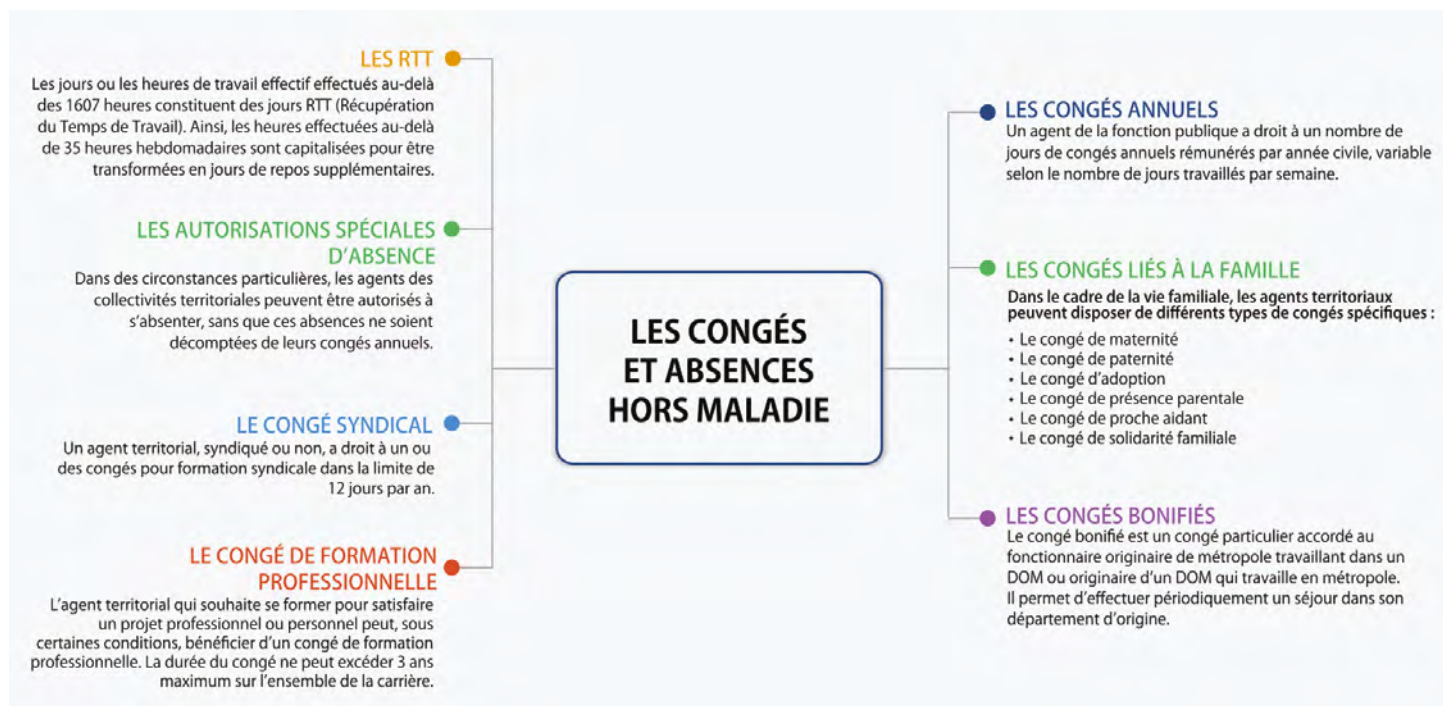 LES RTT
Les jours ou les heures de travail effectif effectués au-delà
des 1607 heures constituent des jours RTT (Récupération
du Temps de Travail). Ainsi, les heures effectuées au-delà
de 35 heures hebdomadaires sont capitalisées pour être
transformées en jours de repos supplémentaires.
LES AUTORISATIONS SPÉCIALES
D'ABSENCE
Dans des circonstances particulières, les agents des
collectivités territoriales peuvent être autorisés à
s'absenter, sans que ces absences ne soient
décomptées de leurs congés annuels.
LE CONGÉ SYNDICAL
Un agent territorial, syndiqué ou non, a droit à un ou
des congés pour formation syndicale dans la limite de
12 jours par an.
LE CONGÉ DE FORMATION
PROFESSIONNELLE
L'agent territorial qui souhaite se former pour satisfaire
un projet professionnel ou personnel peut, sous
certaines conditions, bénéficier d'un congé de formation
professionnelle. La durée du congé ne peut excéder 3 ans
maximum sur l'ensemble de la carrière.
LES CONGÉS
ET ABSENCES
HORS MALADIE
LES CONGÉS ANNUELS
Un agent de la fonction publique a droit à un nombre de
jours de congés annuels rémunérés par année civile, variable
selon le nombre de jours travaillés par semaine.
LES CONGÉS LIÉS À LA FAMILLE
Dans le cadre de la vie familiale, les agents territoriaux
peuvent disposer de différents types de congés spécifiques :
• Le congé de maternité
• Le congé de paternité
• Le congé d'adoption
• Le congé de présence parentale
• Le congé de proche aidant
• Le congé de solidarité familiale
LES CONGÉS BONIFIÉS
Le congé bonifié est un congé particulier accordé au
fonctionnaire originaire de métropole travaillant dans un
DOM ou originaire d'un DOM qui travaille en métropole.
Il permet d'effectuer périodiquement un séjour dans son
département d'origine.